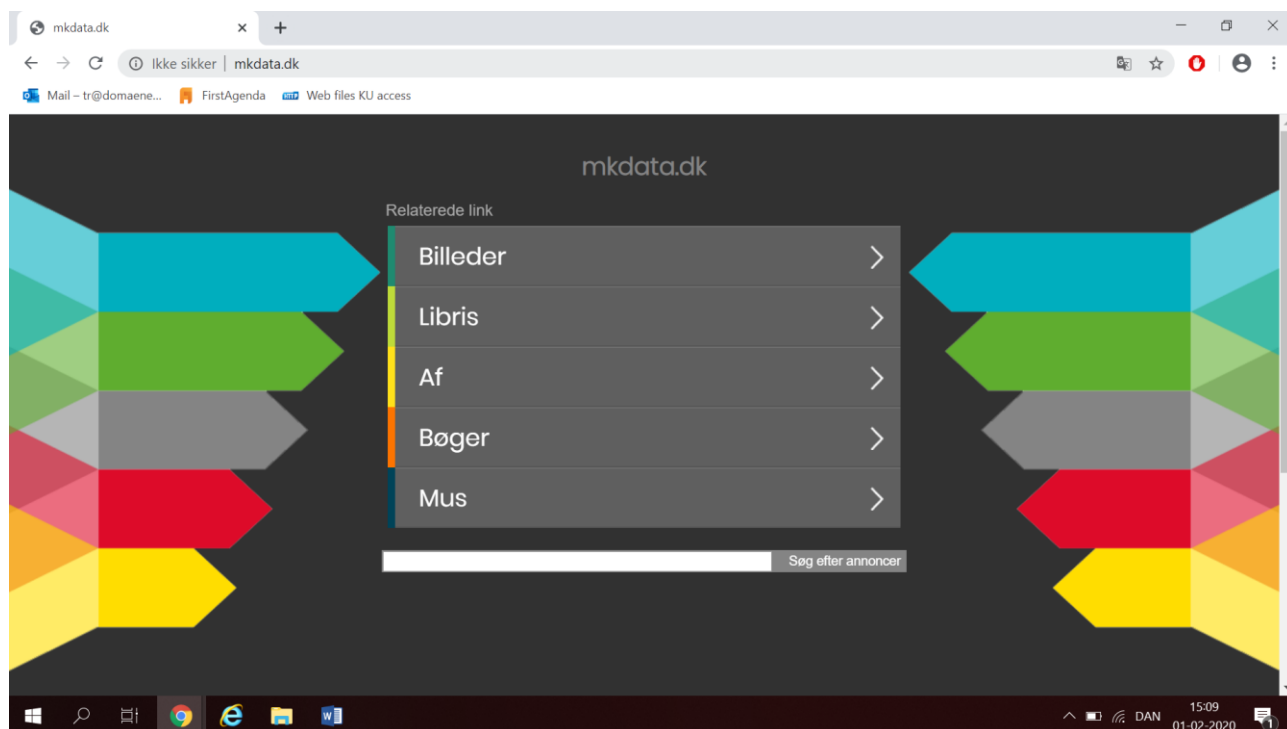 mkdata.dk
Ikke sikker | mkdata.dk
Mail – tr@domaene... FirstAgenda Web files KU access
mkdata.dk
Relaterede link
Billeder
Libris
Af
Bøger
Mus
Søg efter annoncer
DAN 15:09
01-02-2020
1